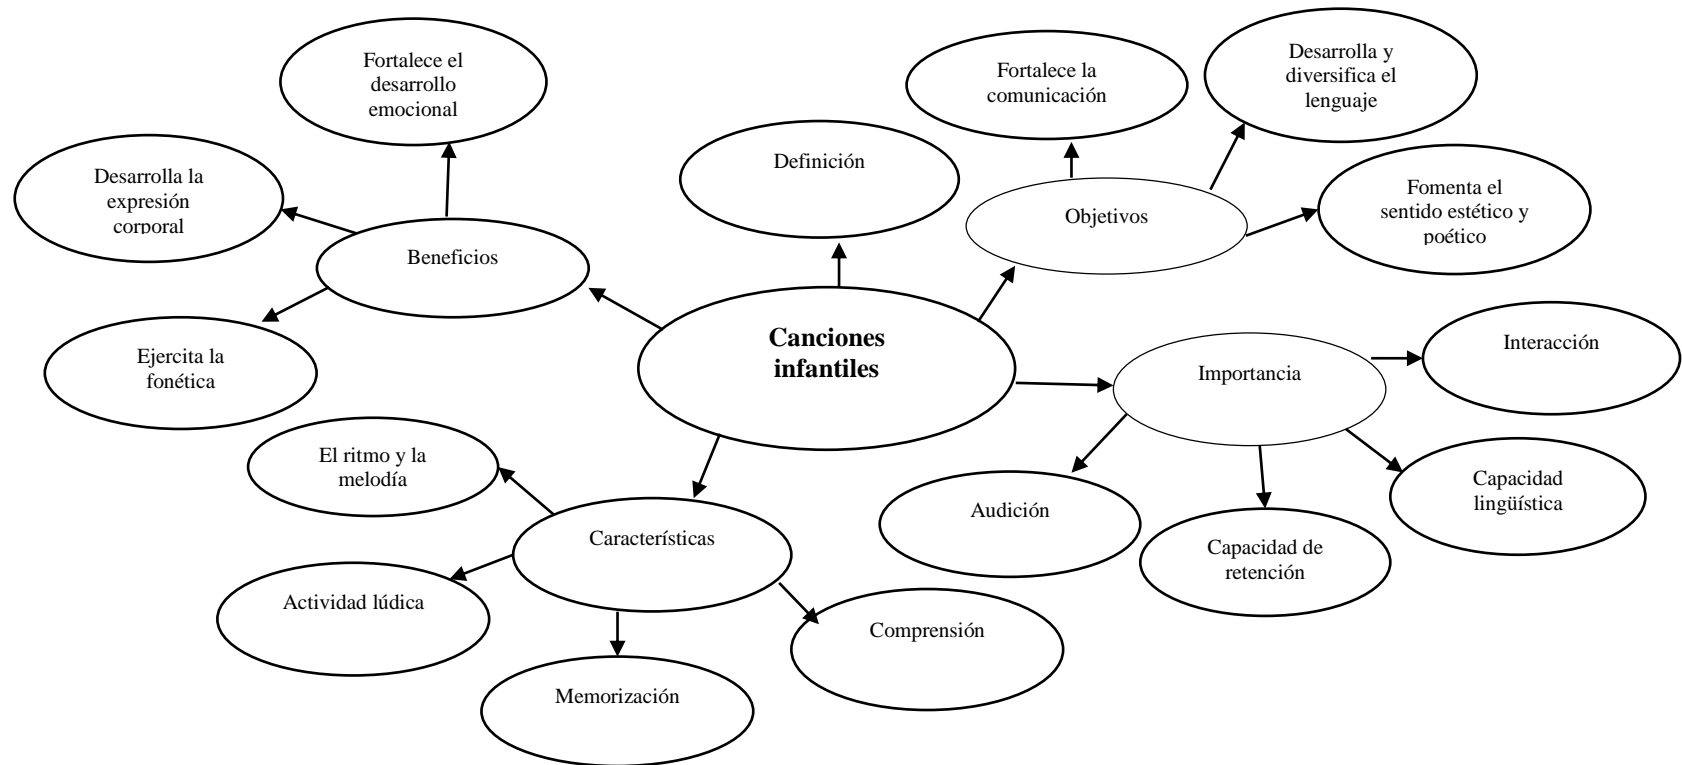 Fortalece el
desarrollo
emocional
Desarrolla la
expresión
corporal
Beneficios
Ejercita la
fonética
Definición
Fortalece la
comunicación
Desarrolla y
diversifica el
lenguaje
Objetivos
Fomenta el
sentido estético y
poético
Canciones
infantiles
Importancia
Interacción
Capacidad
lingüística
Capacidad de
retención
Audición
El ritmo y la
melodía
Características
Actividad lúdica
Memorización
Comprensión